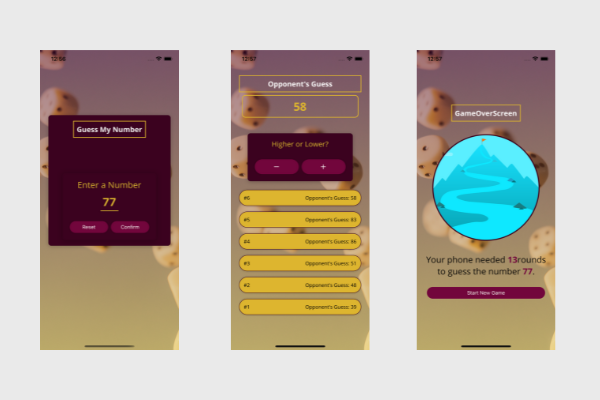 12:56
Guess My Number
Enter a Number
77
Reset
Confirm
12:57
Opponent's Guess
58
Higher or Lower?
−
+
#6 Opponent's Guess: 58
#5 Opponent's Guess: 83
#4 Opponent's Guess: 86
#3 Opponent's Guess: 51
#2 Opponent's Guess: 48
#1 Opponent's Guess: 39
12:57
GameOverScreen
Your phone needed 13rounds
to guess the number 77.
Start New Game